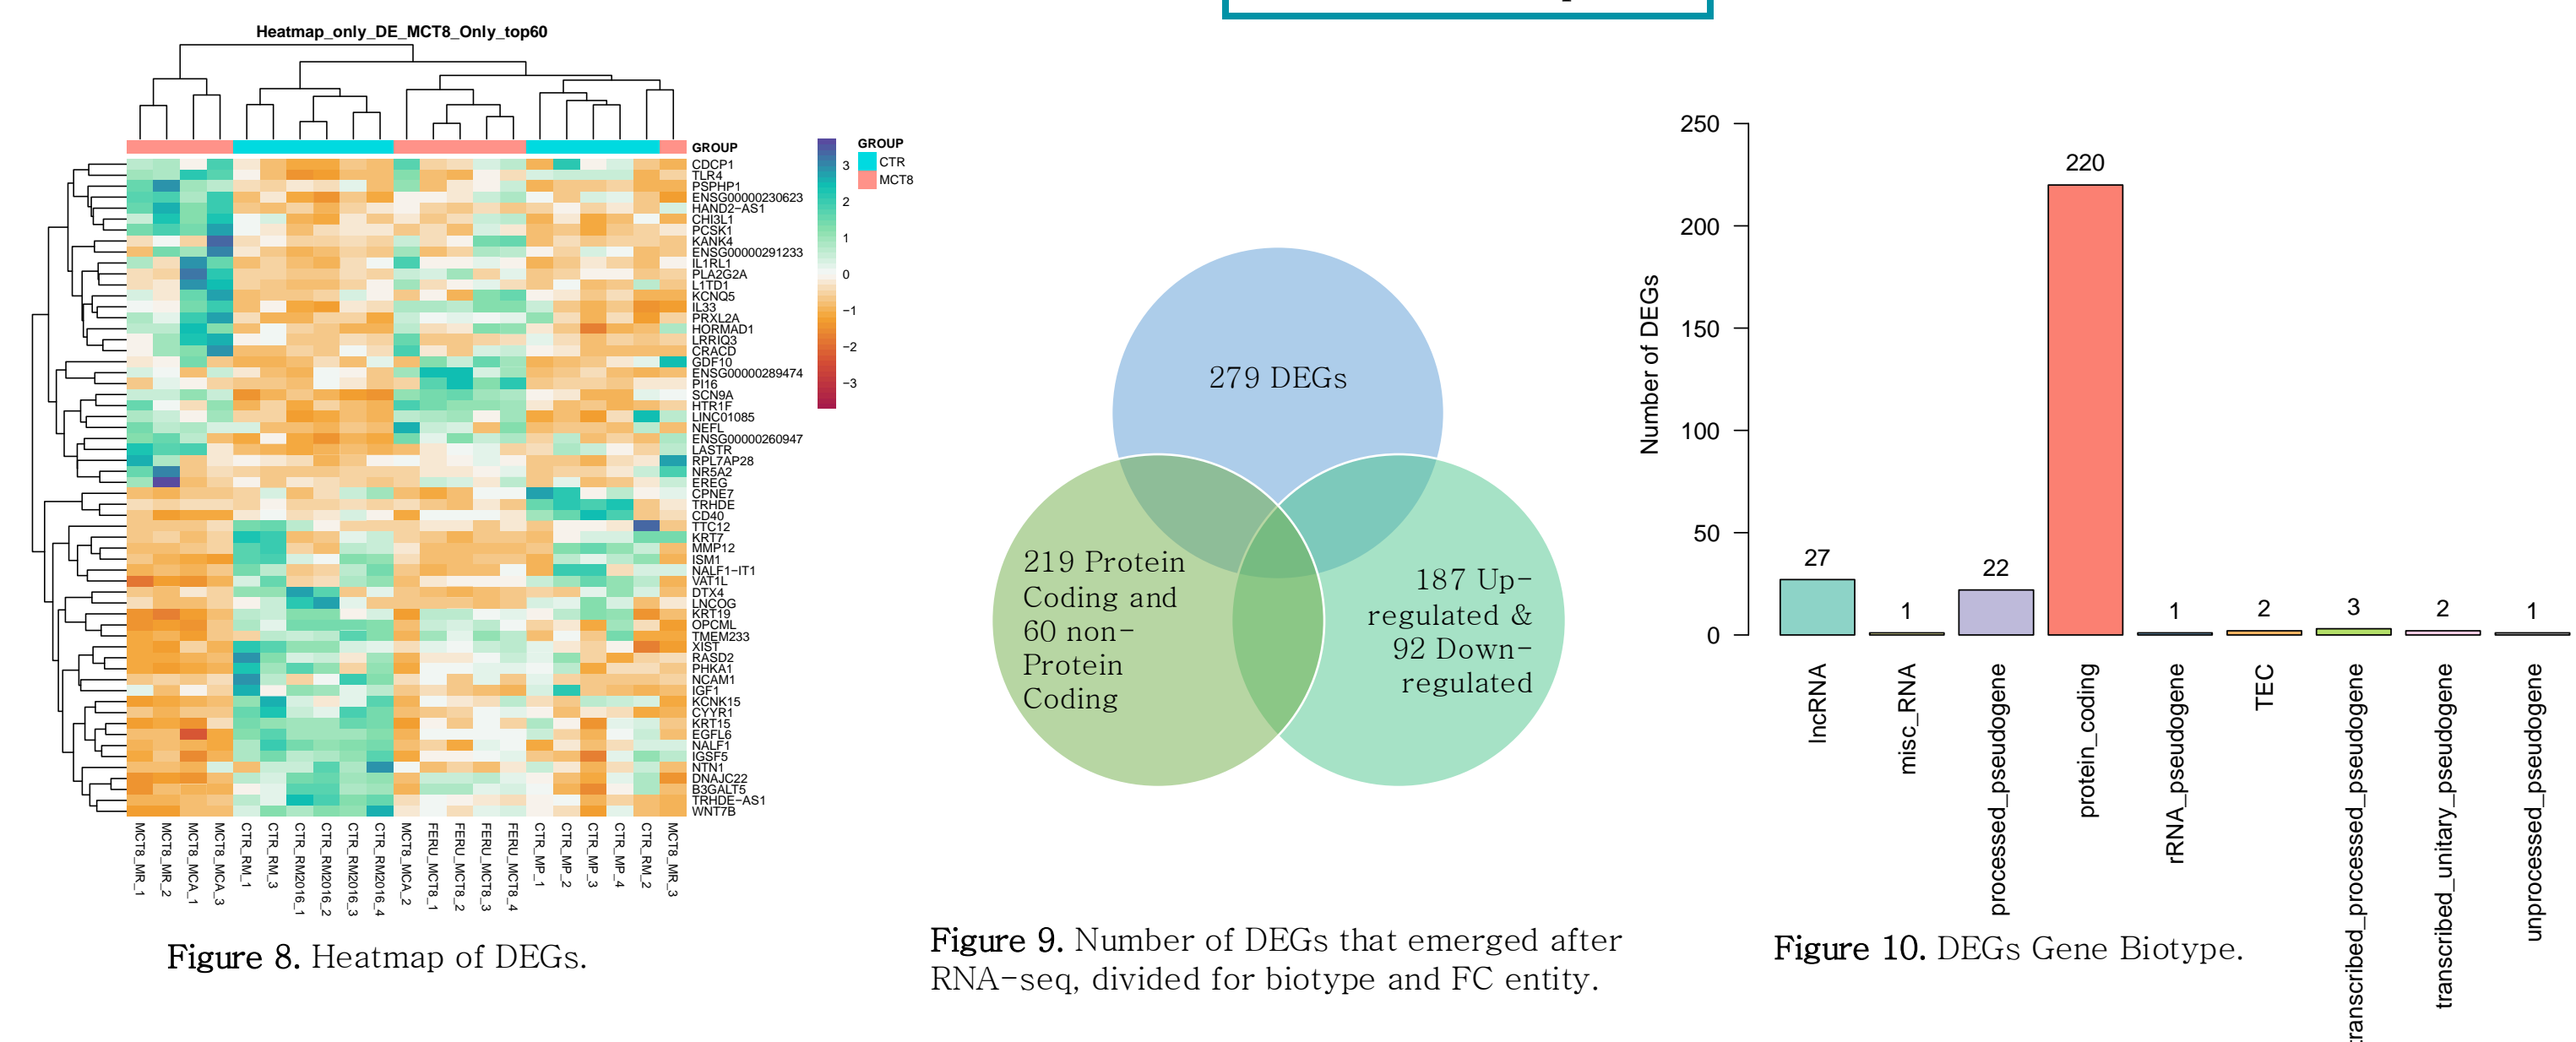 Heatmap_only_DE_MCT8_Only_top60
GROUP
CDCP1
TLR4
PSPHP1
ENSG00000230623
HAND2-AS1
CHI3L1
PCSK1
KANK4
ENSG00000291233
IL1RL1
PLA2G2A
L1TD1
KCNQ5
IL33
PRXL2A
HORMAD1
LRRIQ3
CRACD
GDF10
ENSG00000289474
PI16
SCN9A
HTR1F
LINC01085
NEFL
ENSG00000260947
LASTR
RPL7AP28
NR5A2
EREG
CPNE7
TRHDE
CD40
TTC12
KRT7
MMP12
ISM1
NALF1-IT1
VAT1L
DTX4
LNCOG
KRT19
OPCML
TMEM233
XIST
RASD2
PHKA1
NCAM1
IGF1
KCNK15
CYYR1
KRT15
EGFL6
NALF1
IGSF5
NTN1
DNAJC22
B3GALT5
TRHDE-AS1
WNT7B
MCT8_MR_1
MCT8_MR_2
MCT8_MCA_1
MCT8_MCA_3
CTR_RM_1
CTR_RM_3
CTR_RM2016_1
CTR_RM2016_2
CTR_RM2016_3
CTR_RM2016_4
MCT8_MCA_2
FERU_MCT8_1
FERU_MCT8_2
FERU_MCT8_3
FERU_MCT8_4
CTR_MP_1
CTR_MP_2
CTR_MP_3
CTR_MP_4
CTR_RM_2
MCT8_MR_3
3
2
1
0
−1
−2
−3
GROUP
CTR
MCT8
Figure 8. Heatmap of DEGs.
279 DEGs
219 Protein
Coding and
60 non-
Protein
Coding
187 Up-
regulated &
92 Down-
regulated
Figure 9. Number of DEGs that emerged after
RNA-seq, divided for biotype and FC entity.
Number of DEGs
250
200
150
100
50
0
27
1
22
220
1
2
3
2
1
lncRNA
misc_RNA
processed_pseudogene
protein_coding
rRNA_pseudogene
TEC
transcribed_processed_pseudogene
transcribed_unitary_pseudogene
unprocessed_pseudogene
Figure 10. DEGs Gene Biotype.